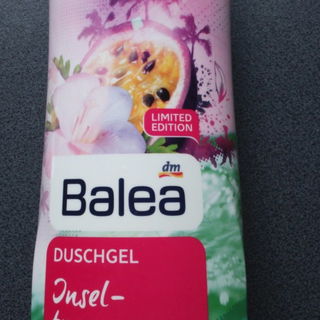 LIMITED
EDITION
dm
Balea
DUSCHGEL
Insel-